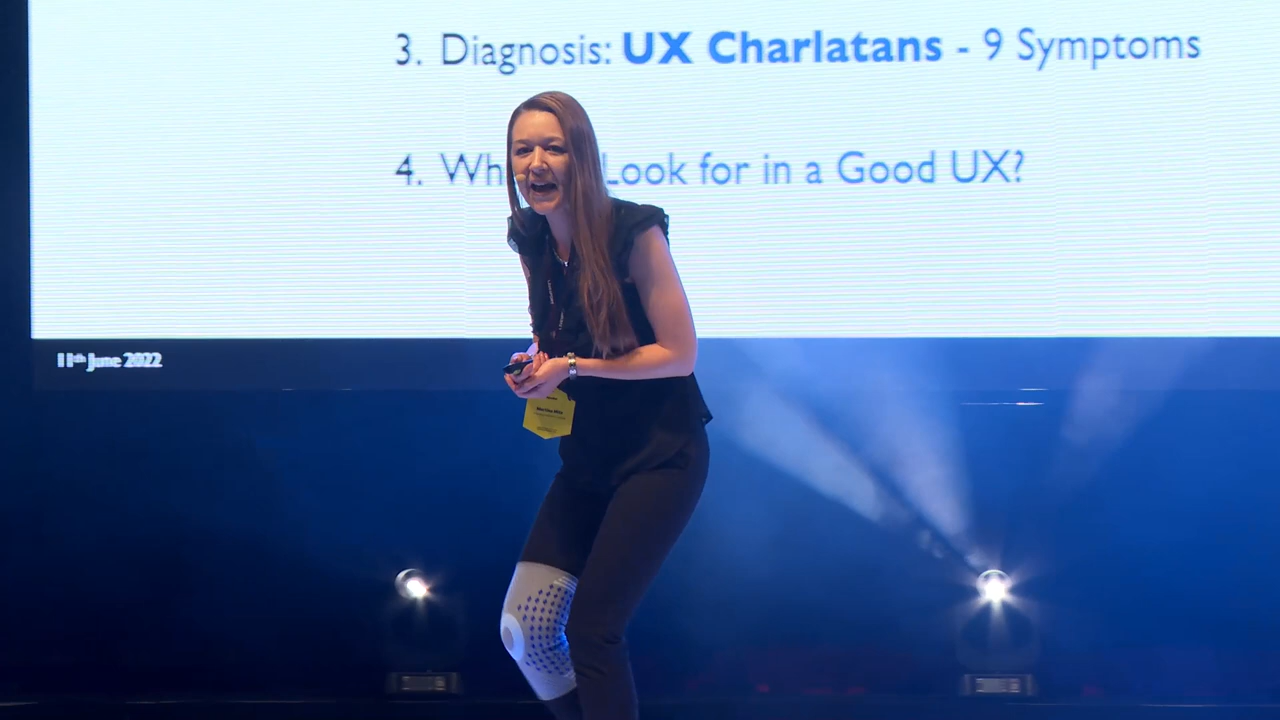 3. Diagnosis: UX Charlatans - 9 Symptoms
4. Wh Look for in a Good UX?
11th June 2022